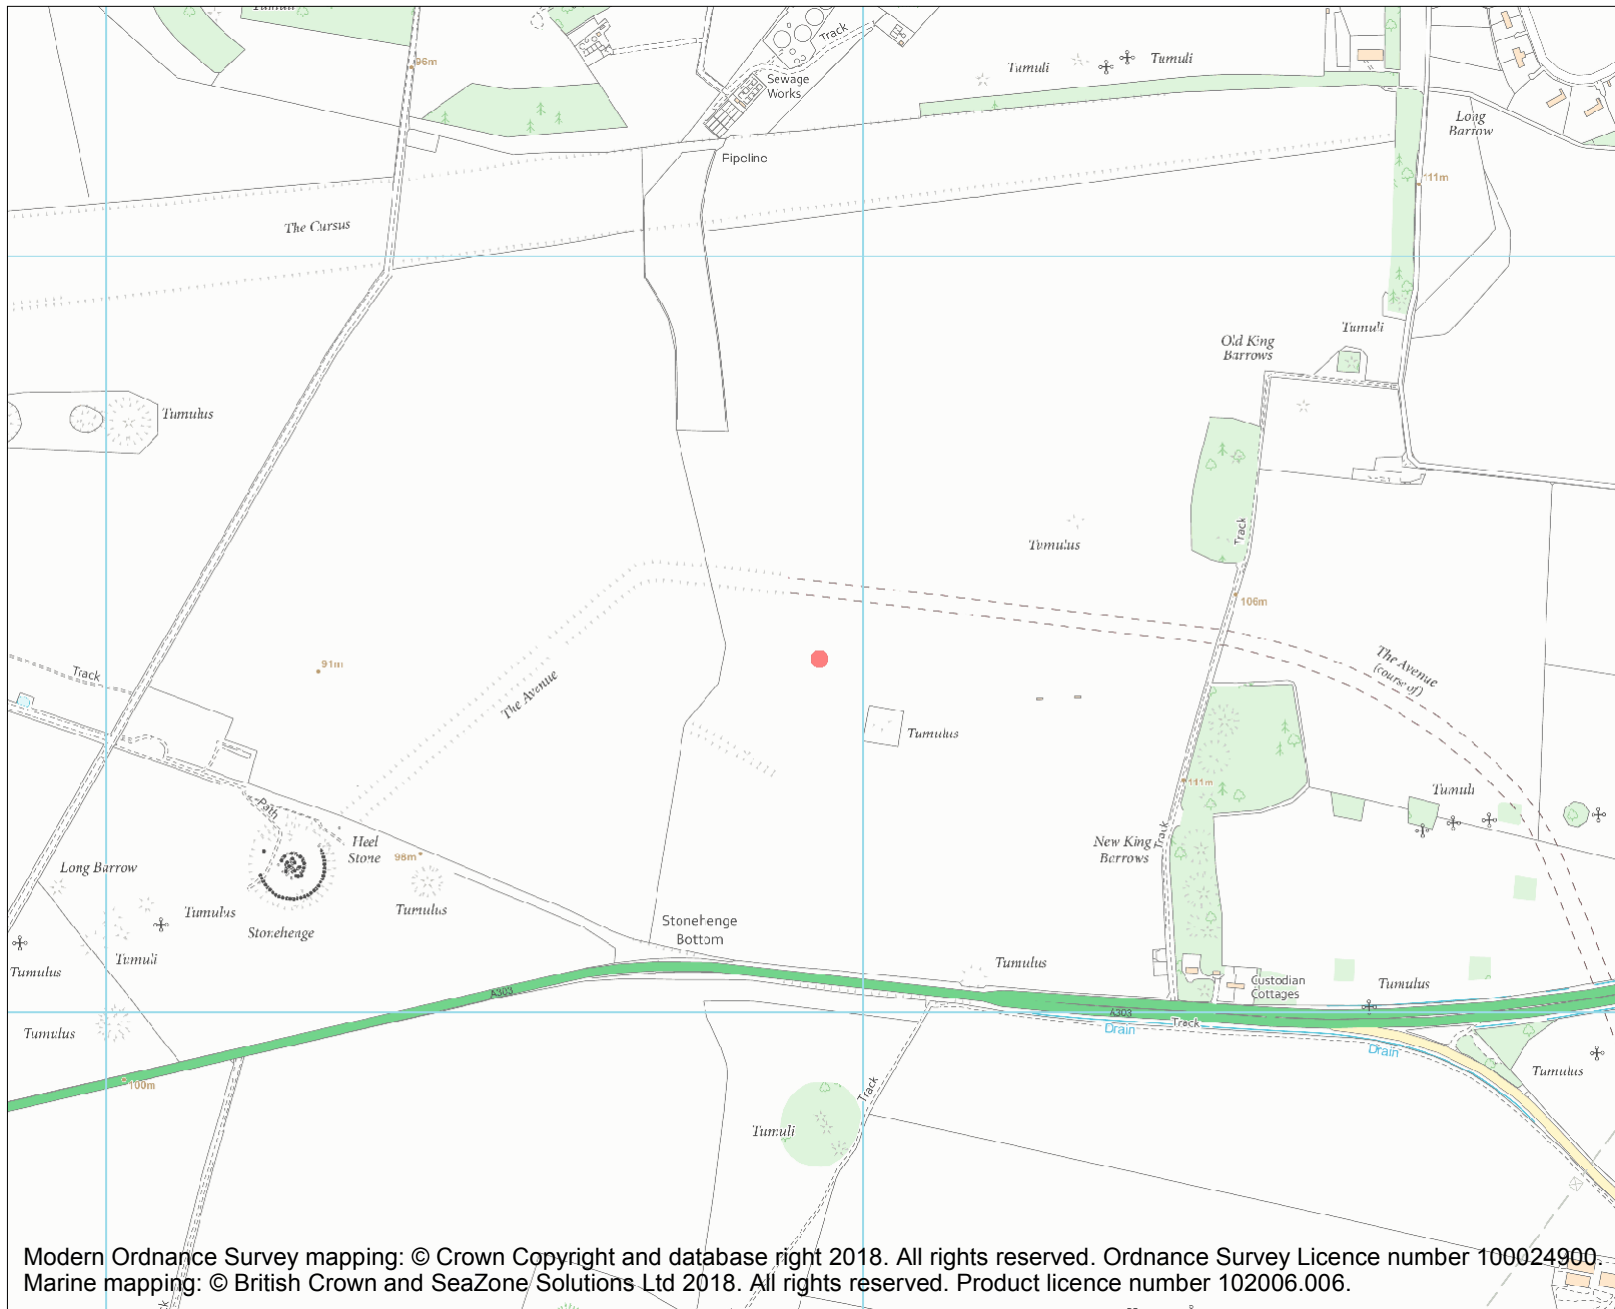 Tumuli
96m
Track
Sewage
Works
Tumuli
Tumuli
Long
Barrow
Pipeline
111m
The Cursus
Tumuli
Old King
Barrows
Tumulus
Track
Tumulus
106m
91m
Track
The Avenue
The Avenue
(course of)
Tumulus
111m
Tumuli
Path
Heel
Stone
98m
Track
New King
Barrows
Long Barrow
Tumulus
Tumulus
Stonehenge
Stonehenge
Bottom
Tumuli
Tumulus
Tumulus
Custodian
Cottages
Tumulus
A303
A303
Track
Drain
Drain
Tumulus
Tumulus
100m
Track
Tumuli
Modern Ordnance Survey mapping: © Crown Copyright and database right 2018. All rights reserved. Ordnance Survey Licence number 100024900.
Marine mapping: © British Crown and SeaZone Solutions Ltd 2018. All rights reserved. Product licence number 102006.006.